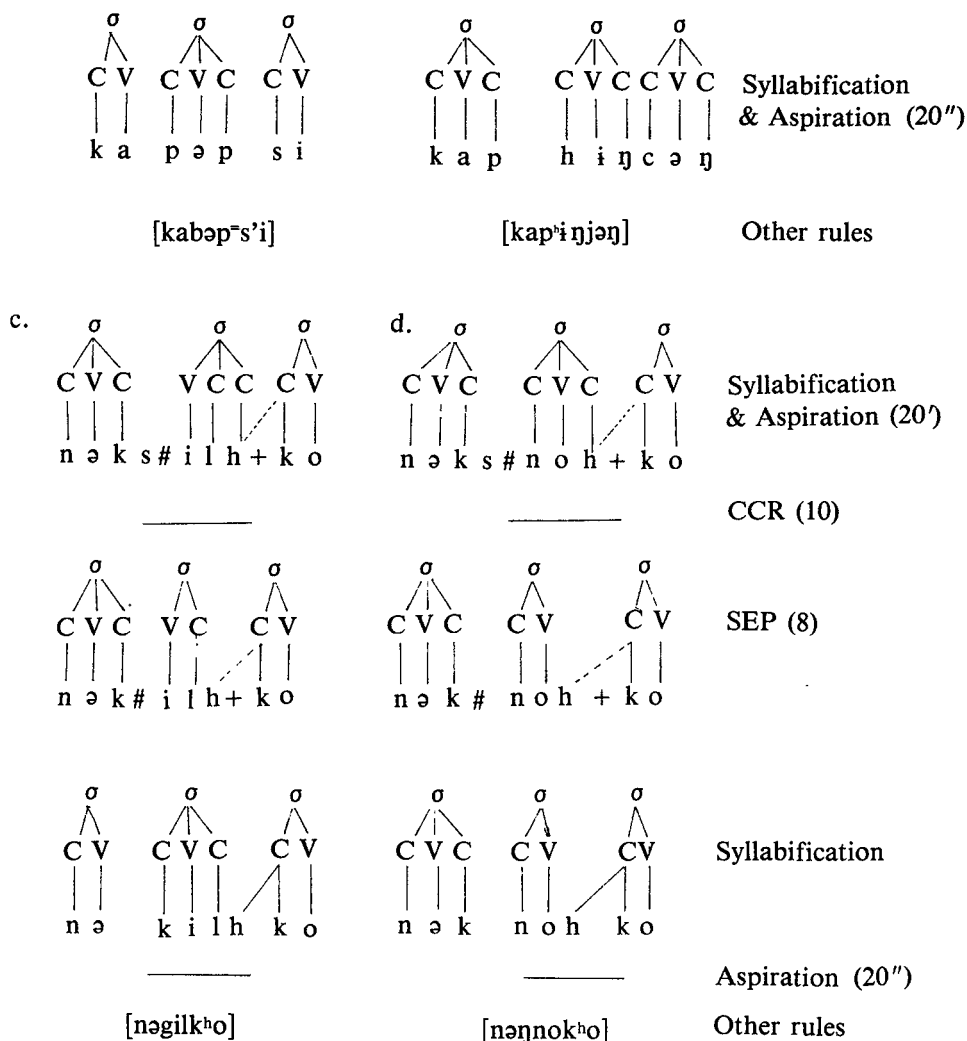 σ σ σ σ σ σ
C V C V C C V C V C C V C C V C Syllabification
& Aspiration (20″)
k a p ə p s i k a p h ɨ ŋ c ə ŋ
[kabəp⁼s’i] [kapʰɨŋjəŋ] Other rules
c. σ σ σ d. σ σ σ
C V C V C C C V C V C C V C C V Syllabification
& Aspiration (20′)
n ə k s # i l h + k o n ə k s # n o h + k o
CCR (10)
σ σ σ σ σ σ
C V C V C C V C V C C V C V SEP (8)
n ə k # i l h + k o n ə k # n o h + k o
σ σ σ σ σ σ
C V C V C C V C V C C V C V Syllabification
n ə k i l h k o n ə k n o h k o
Aspiration (20″)
[nəgilkʰo] [nəŋnokʰo] Other rules